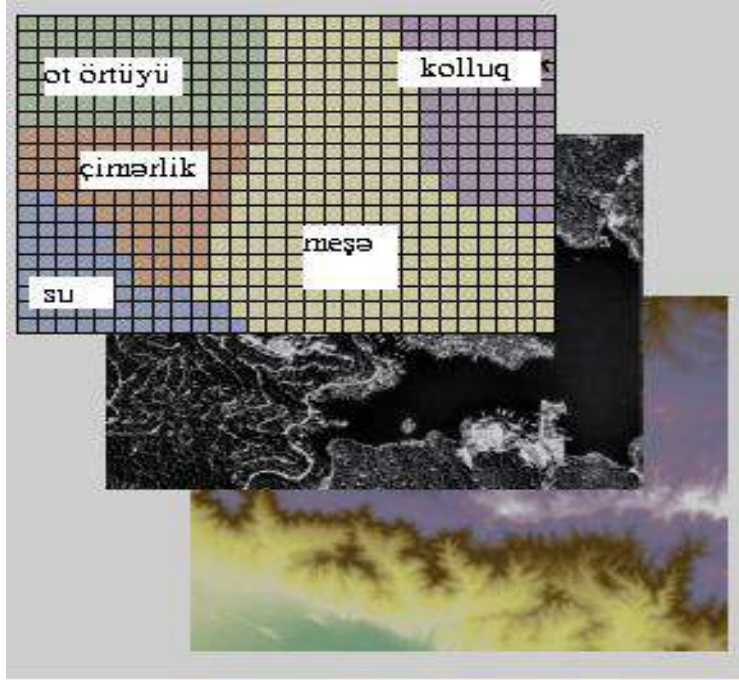 ot örtüyü
kolluq
çimərlik
meşə
su